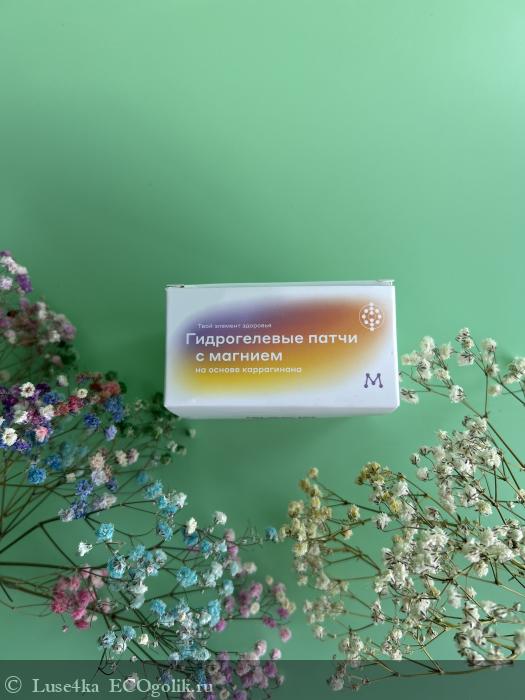 Твой элемент здоровья
Гидрогелевые патчи
с магнием
на основе каррагинана
М
© Luse4ka ECOgolik.ru